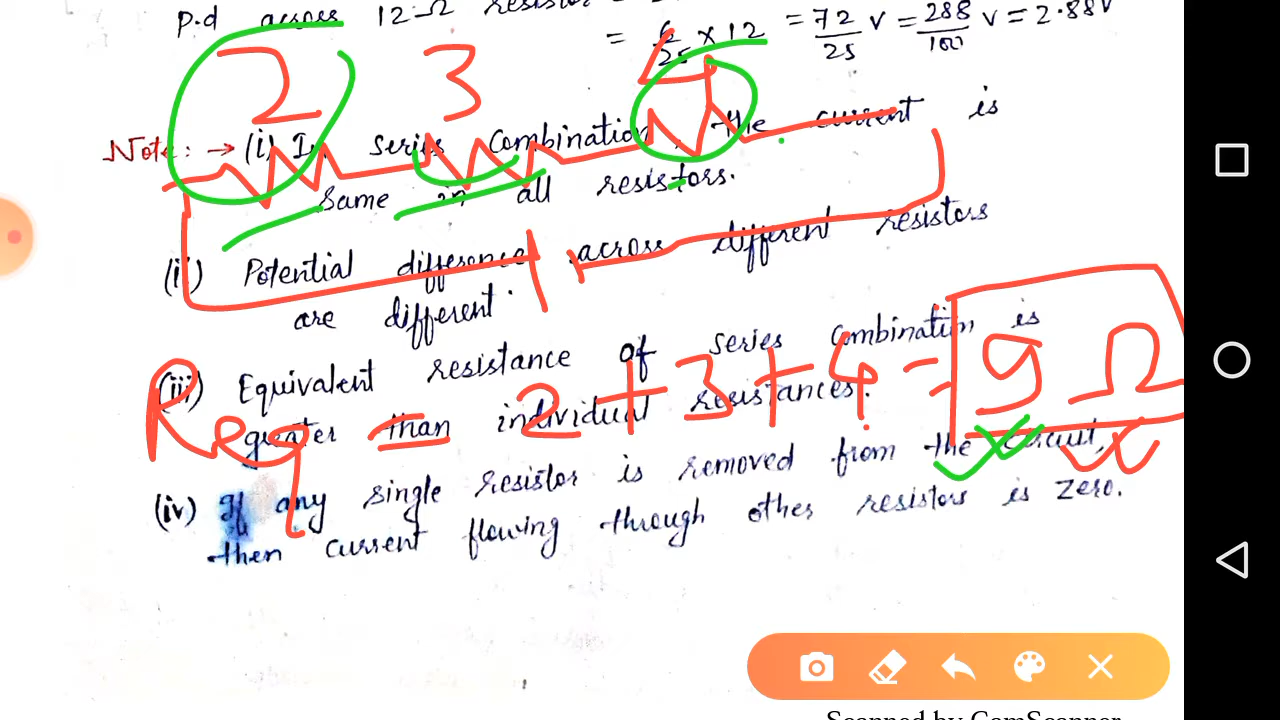 p.d across 12-Ω resistor =
= 6/25 × 12 = 72/25 v = 288/100 v = 2.88v
2 3 4
Note: → (i) In series Combination, the current is
same in all resistors.
(ii) Potential difference across different resistors
are different.
(iii) Equivalent resistance of series combination is
greater than individual resistances.
Req 2 + 3 + 4 = 9 Ω
(iv) If any single resistor is removed from the circuit,
then current flowing through other resistors is zero.
Scanned by CamScanner